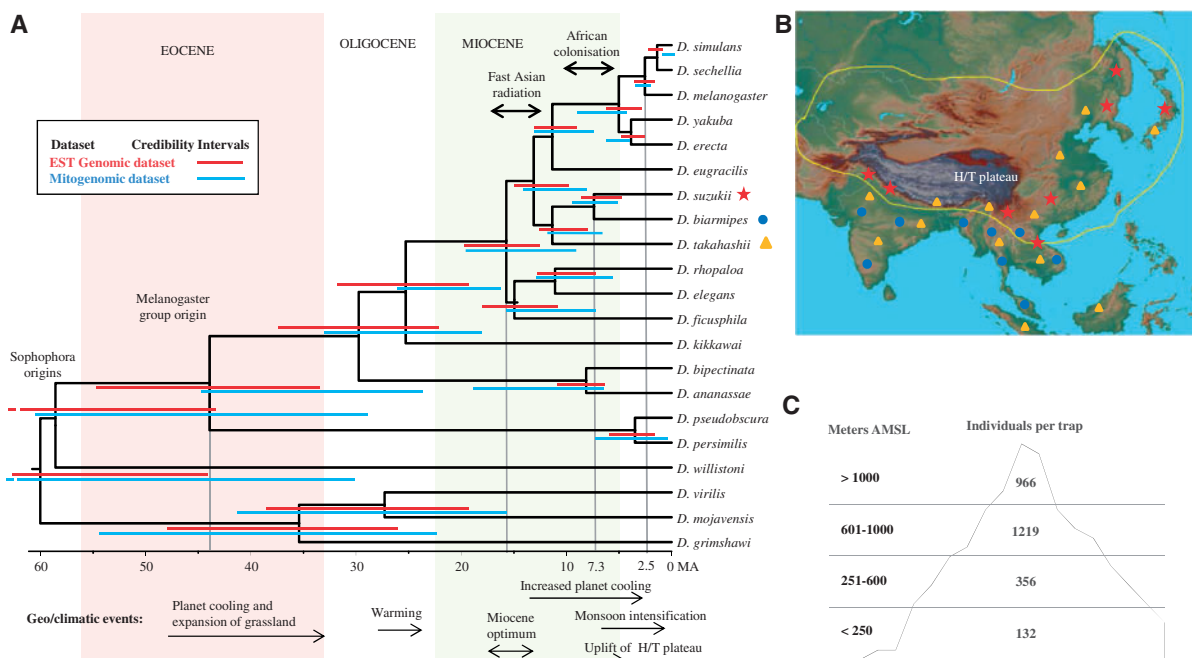 A
EOCENE
OLIGOCENE
MIOCENE
African
colonisation
Fast Asian
radiation
Dataset Credibility Intervals
EST Genomic dataset
Mitogenomic dataset
Melanogaster
group origin
Sophophora
origins
D. simulans
D. sechellia
D. melanogaster
D. yakuba
D. erecta
D. eugracilis
D. suzukii
D. biarmipes
D. takahashii
D. rhopaloa
D. elegans
D. ficusphila
D. kikkawai
D. bipectinata
D. ananassae
D. pseudobscura
D. persimilis
D. willistoni
D. virilis
D. mojavensis
D. grimshawi
60 50 40 30 20 10 7.3 2.5 0 MA
Geo/climatic events:
Planet cooling and
expansion of grassland
Warming
Increased planet cooling
Miocene
optimum
Monsoon intensification
Uplift of H/T plateau
B
H/T plateau
C
Meters AMSL Individuals per trap
> 1000 966
601-1000 1219
251-600 356
< 250 132